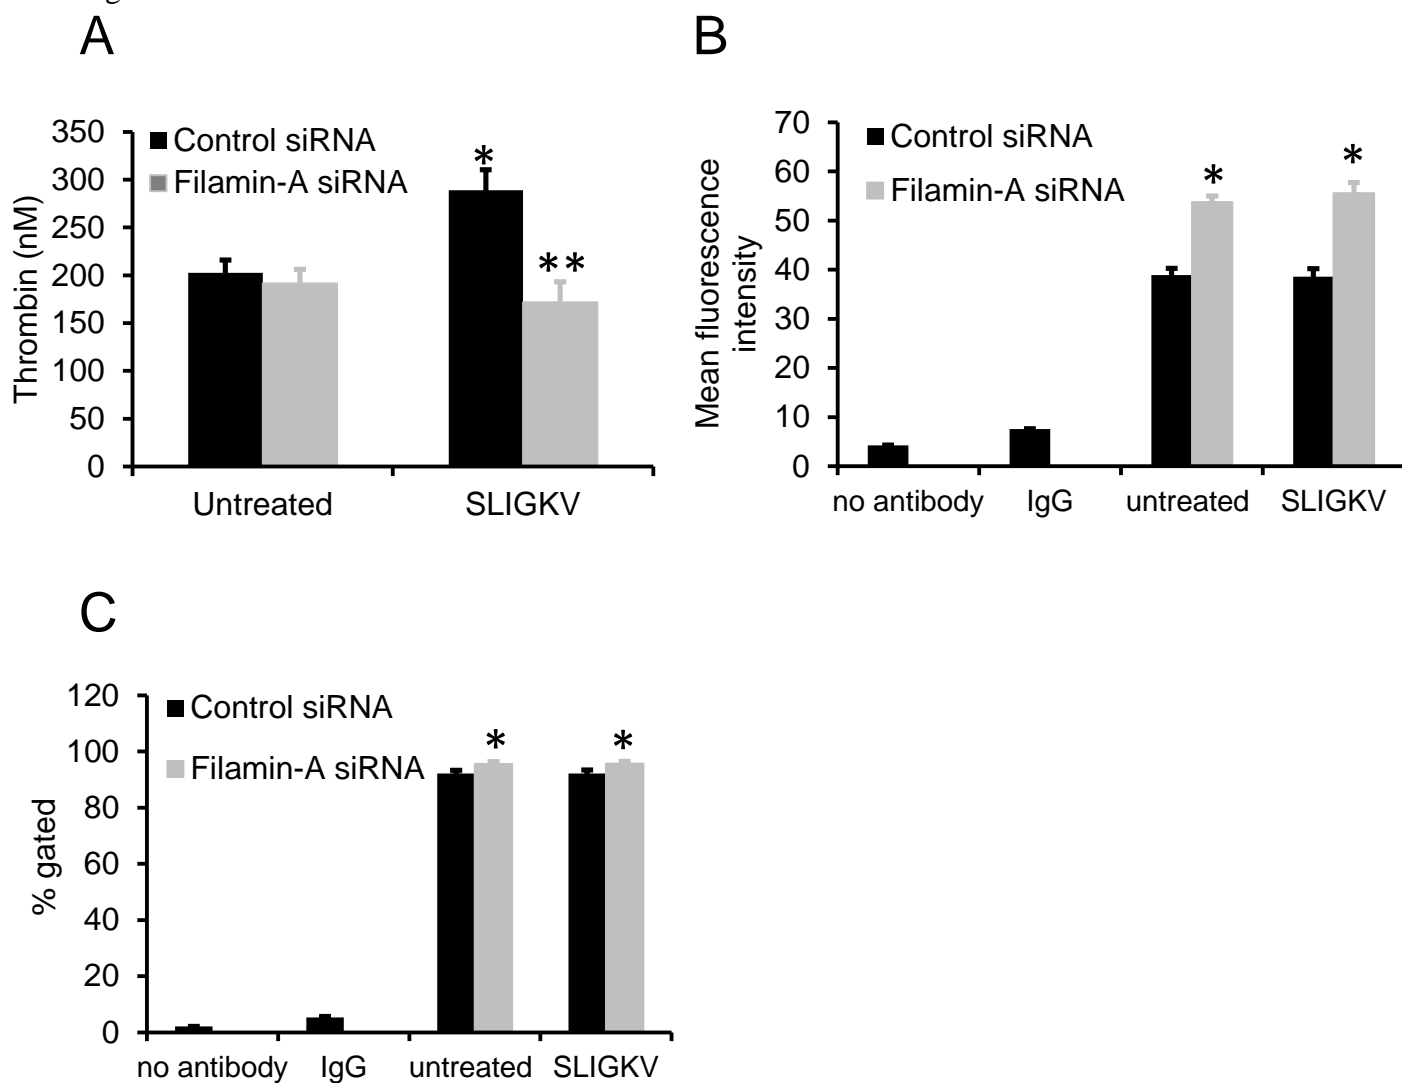 A
Thrombin (nM)
350
300
250
200
150
100
50
0
Control siRNA
Filamin-A siRNA
*
**
Untreated
SLIGKV
B
Mean fluorescence
intensity
70
60
50
40
30
20
10
0
Control siRNA
Filamin-A siRNA
*
*
no antibody
IgG
untreated
SLIGKV
C
% gated
120
100
80
60
40
20
0
Control siRNA
Filamin-A siRNA
*
*
no antibody
IgG
untreated
SLIGKV